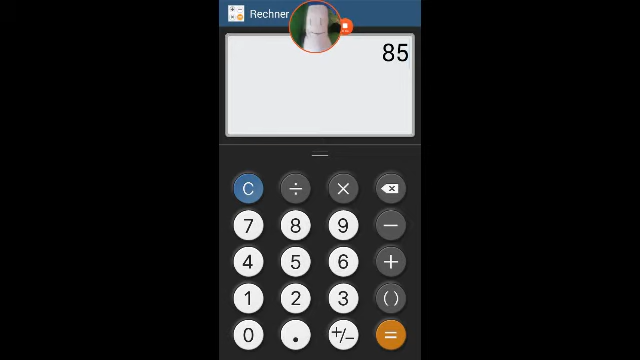 Rechner
85
C ÷ ×
7 8 9 −
4 5 6 +
1 2 3 ( )
0 . +/− =